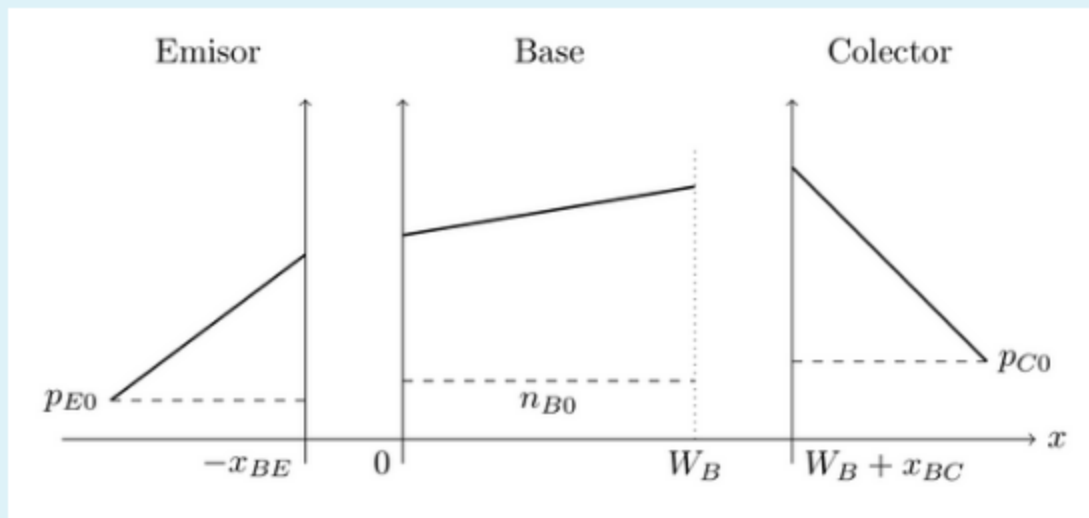 Emisor Base Colector
p_{E0}
n_{B0}
p_{C0}
x
-x_{BE} 0 W_B W_B + x_{BC}